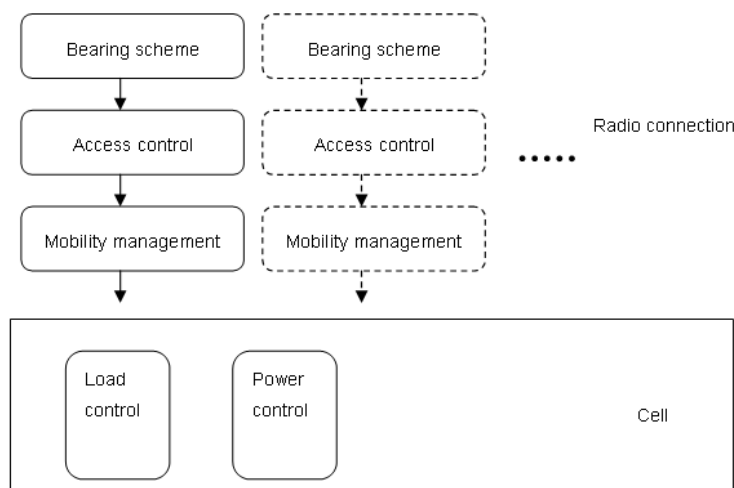 Bearing scheme
Bearing scheme
Access control
Access control
Radio connection
Mobility management
Mobility management
Load
control
Power
control
Cell